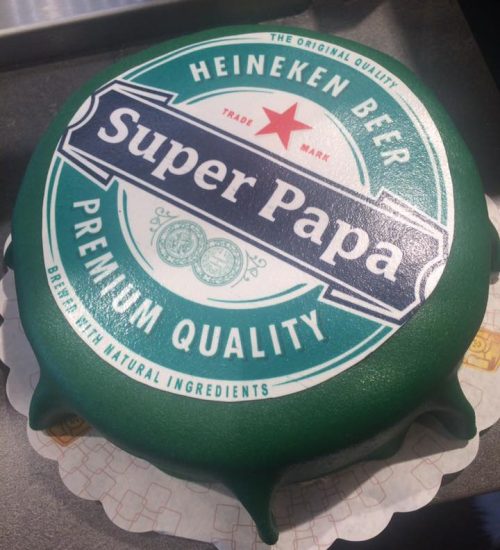 THE ORIGINAL QUALITY
HEINEKEN BEER
TRADE MARK
Super Papa
PREMIUM QUALITY
BREWED WITH NATURAL INGREDIENTS